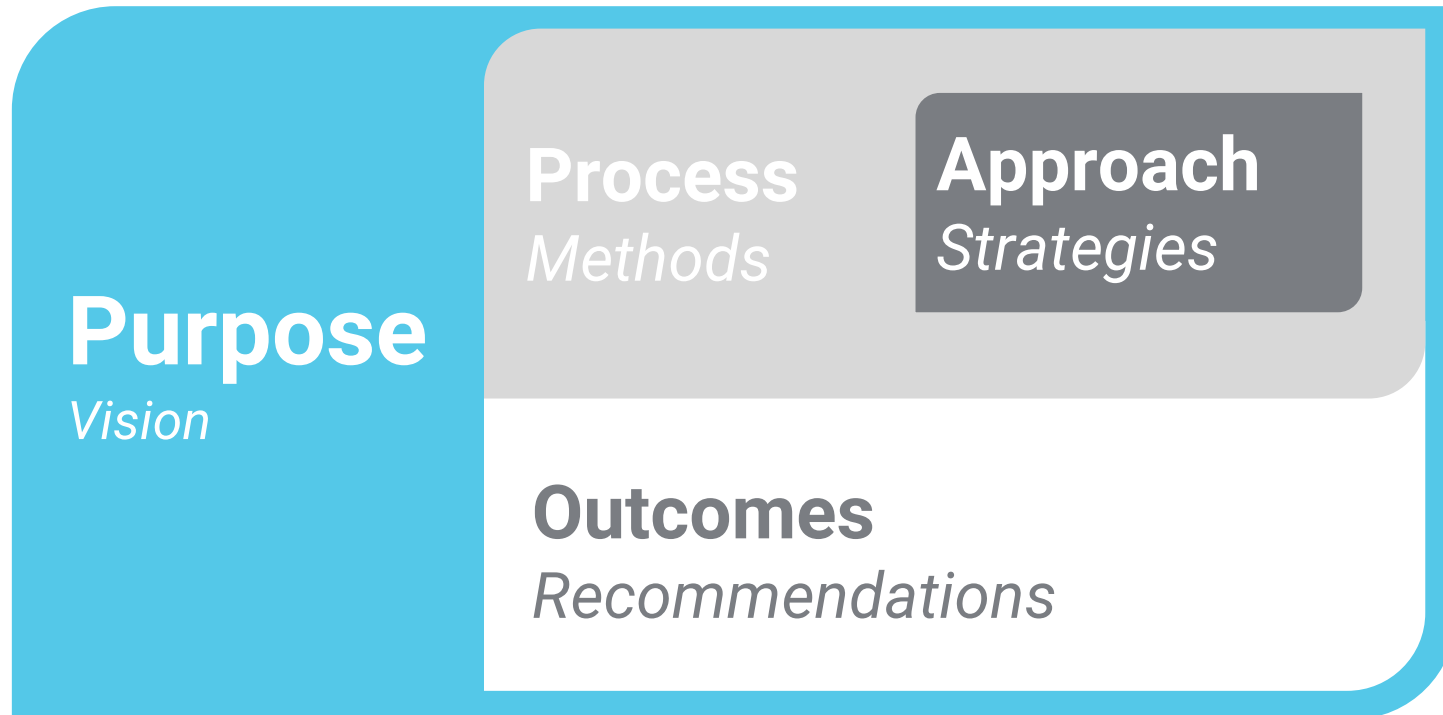 Purpose
Vision
Process
Methods
Approach
Strategies
Outcomes
Recommendations